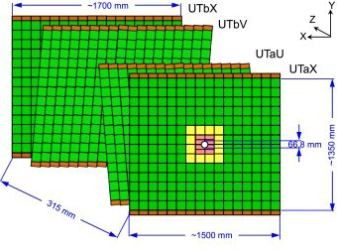 ~1700 mm
UTbX
UTbV
UTaU
UTaX
Y
Z
X
66.8 mm
~1350 mm
315 mm
~1500 mm